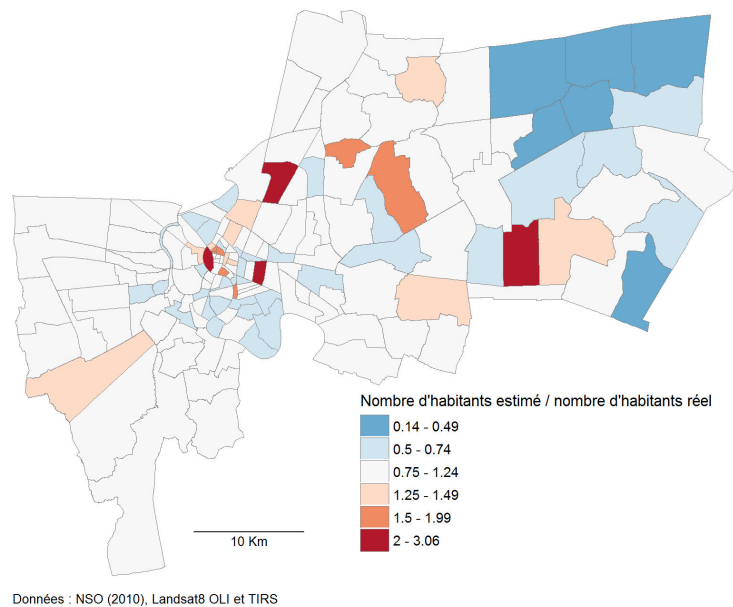 Nombre d'habitants estimé / nombre d'habitants réel
0.14 - 0.49
0.5 - 0.74
0.75 - 1.24
1.25 - 1.49
1.5 - 1.99
2 - 3.06
10 Km
Données : NSO (2010), Landsat8 OLI et TIRS